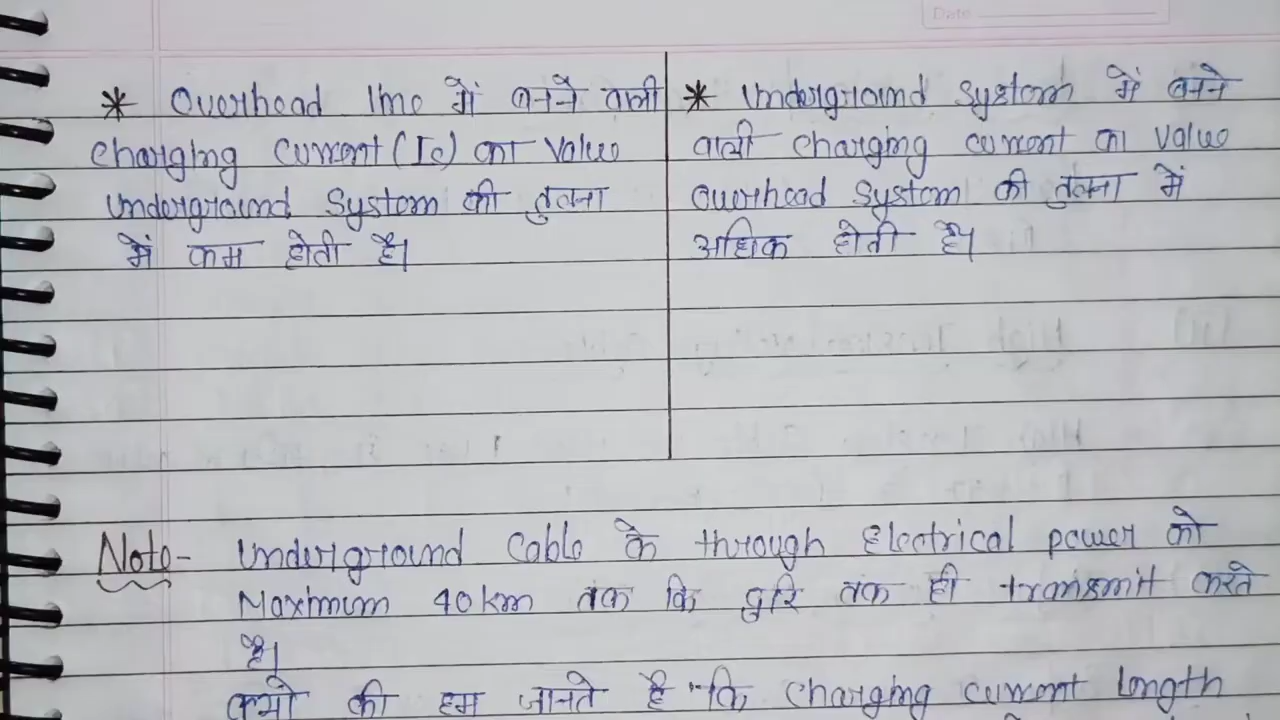 Date
* Overhead line में बनने वाली
charging current (Ic) का Value
underground System की तुलना
में कम होती है।
* Underground System में बनने
वाली charging current का Value
overhead System की तुलना में
अधिक होती है।
Note- Underground Cable के through Electrical power को
Maximum 40km तक कि दुरि तक ही transmit करते
है।
क्यो की हम जानते है कि charging current Length